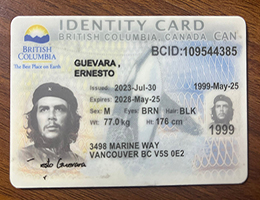 IDENTITY CARD
BRITISH COLUMBIA, CANADA CAN
BRITISH
COLUMBIA
The Best Place on Earth
BCID:109544385
GUEVARA,
ERNESTO
Issued: 2023-Jul-30
1999-May-25
Expires: 2028-May-25
Sex: M Eyes: BRN Hair: BLK
Wt: 77.0 kg Ht: 178 cm
1999
3498 MARINE WAY
VANCOUVER BC V5S 0E2
Guevara